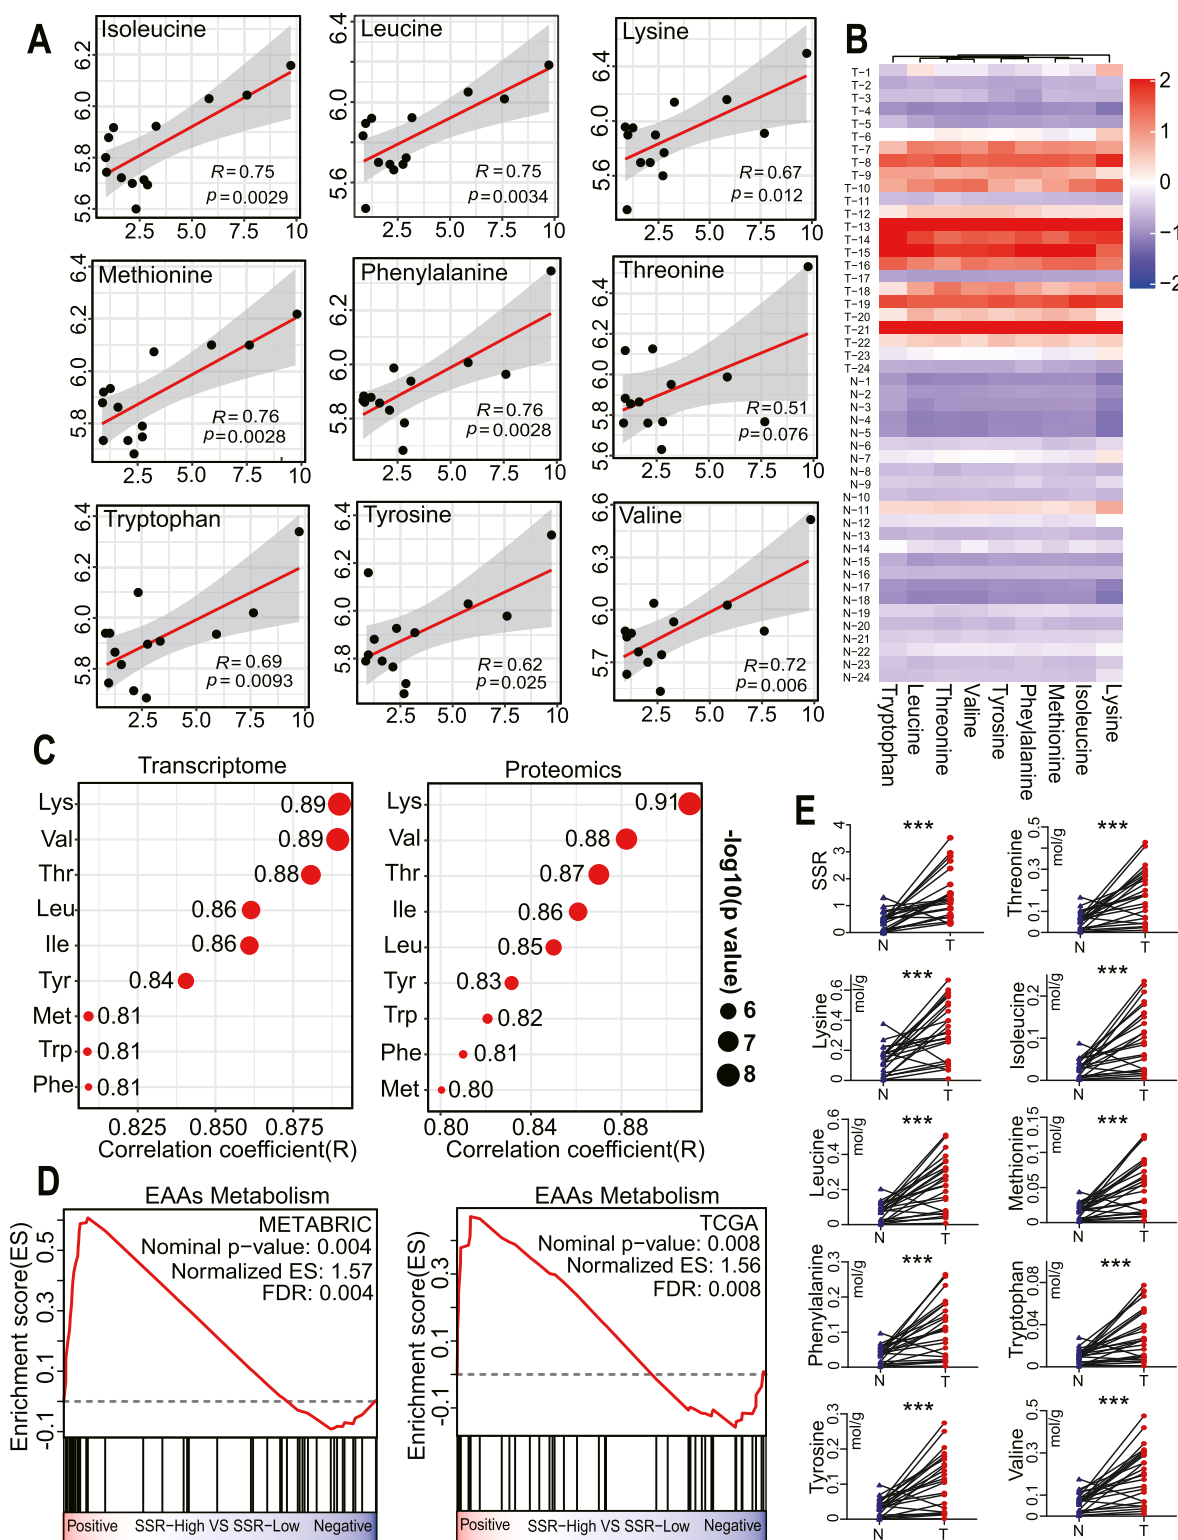 A
Isoleucine
6.2
6.0
5.8
5.6
R = 0.75
p=0.0029
2.5
5.0
7.5
10
Leucine
6.4
6.0
5.6
R = 0.75
p=0.0034
2.5
5.0
7.5
10
Lysine
6.4
6.0
5.6
R = 0.67
p=0.012
2.5
5.0
7.5
10
Methionine
6.4
6.2
6.0
5.8
R = 0.76
p=0.0028
2.5
5.0
7.5
10
Phenylalanine
6.2
6.0
5.8
R = 0.76
p=0.0028
2.5
5.0
7.5
10
Threonine
6.4
6.2
6.0
5.8
5.6
R = 0.51
p=0.076
2.5
5.0
7.5
10
Tryptophan
6.4
6.2
6.0
5.8
R = 0.69
p=0.0093
2.5
5.0
7.5
10
Tyrosine
6.4
6.2
6.0
5.8
R = 0.62
p=0.025
2.5
5.0
7.5
10
Valine
6.6
6.3
6.0
5.7
R = 0.72
p=0.006
2.5
5.0
7.5
10
B
T-1
T-2
T-3
T-4
T-5
T-6
T-7
T-8
T-9
T-10
T-11
T-12
T-13
T-14
T-15
T-16
T-17
T-18
T-19
T-20
T-21
T-22
T-23
T-24
N-1
N-2
N-3
N-4
N-5
N-6
N-7
N-8
N-9
N-10
N-11
N-12
N-13
N-14
N-15
N-16
N-17
N-18
N-19
N-20
N-21
N-22
N-23
N-24
2
1
0
-1
-2
Tryptophan
Leucine
Threonine
Valine
Tyrosine
Pheylalanine
Methionine
Isoleucine
Lysine
C
Transcriptome
Lys 0.89
Val 0.89
Thr 0.88
Leu 0.86
Ile 0.86
Tyr 0.84
Met 0.81
Trp 0.81
Phe 0.81
0.825 0.850 0.875
Correlation coefficient(R)
Proteomics
Lys 0.91
Val 0.88
Thr 0.87
Ile 0.86
Leu 0.85
Tyr 0.83
Trp 0.82
Phe 0.81
Met 0.80
0.80 0.84 0.88
Correlation coefficient(R)
-log10(p value)
6
7
8
D
EAAs Metabolism
METABRIC
Nominal p-value: 0.004
Normalized ES: 1.57
FDR: 0.004
Enrichment score(ES)
0.5
0.3
0.1
-0.1
Positive SSR-High VS SSR-Low Negative
EAAs Metabolism
TCGA
Nominal p-value: 0.008
Normalized ES: 1.56
FDR: 0.008
Enrichment score(ES)
0.3
0.1
-0.1
Positive SSR-High VS SSR-Low Negative
E
SSR
4
3
2
1
0
***
N T
Threonine
mol/g
0.5
0.3
0.1
0
***
N T
Lysine
mol/g
0.6
0.4
0.2
0
***
N T
Isoleucine
mol/g
0.2
0.1
0
***
N T
Leucine
mol/g
0.6
0.4
0.2
0
***
N T
Methionine
mol/g
0.15
0.1
0.05
0
***
N T
Phenylalanine
mol/g
0.3
0.2
0.1
0
***
N T
Tryptophan
mol/g
0.08
0.04
0
***
N T
Tyrosine
mol/g
0.3
0.2
0.1
0
***
N T
Valine
mol/g
0.5
0.3
0.1
0
***
N T